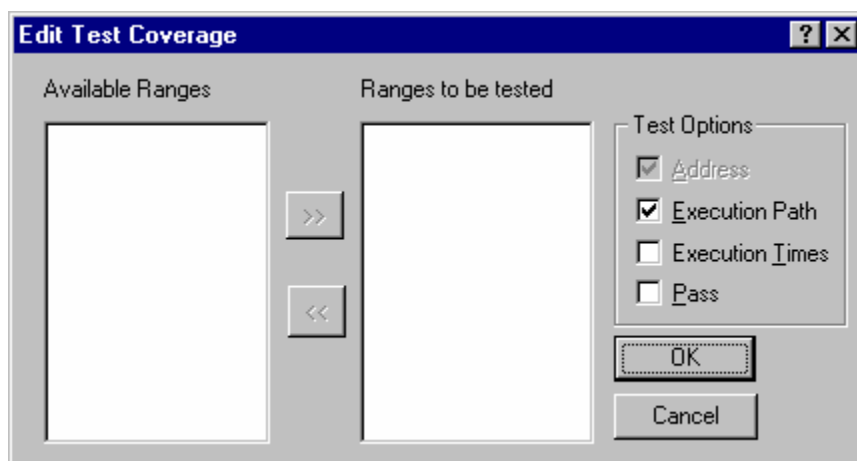 Edit Test Coverage
Available Ranges
Ranges to be tested
>>
<<
Test Options
Address
Execution Path
Execution Times
Pass
OK
Cancel